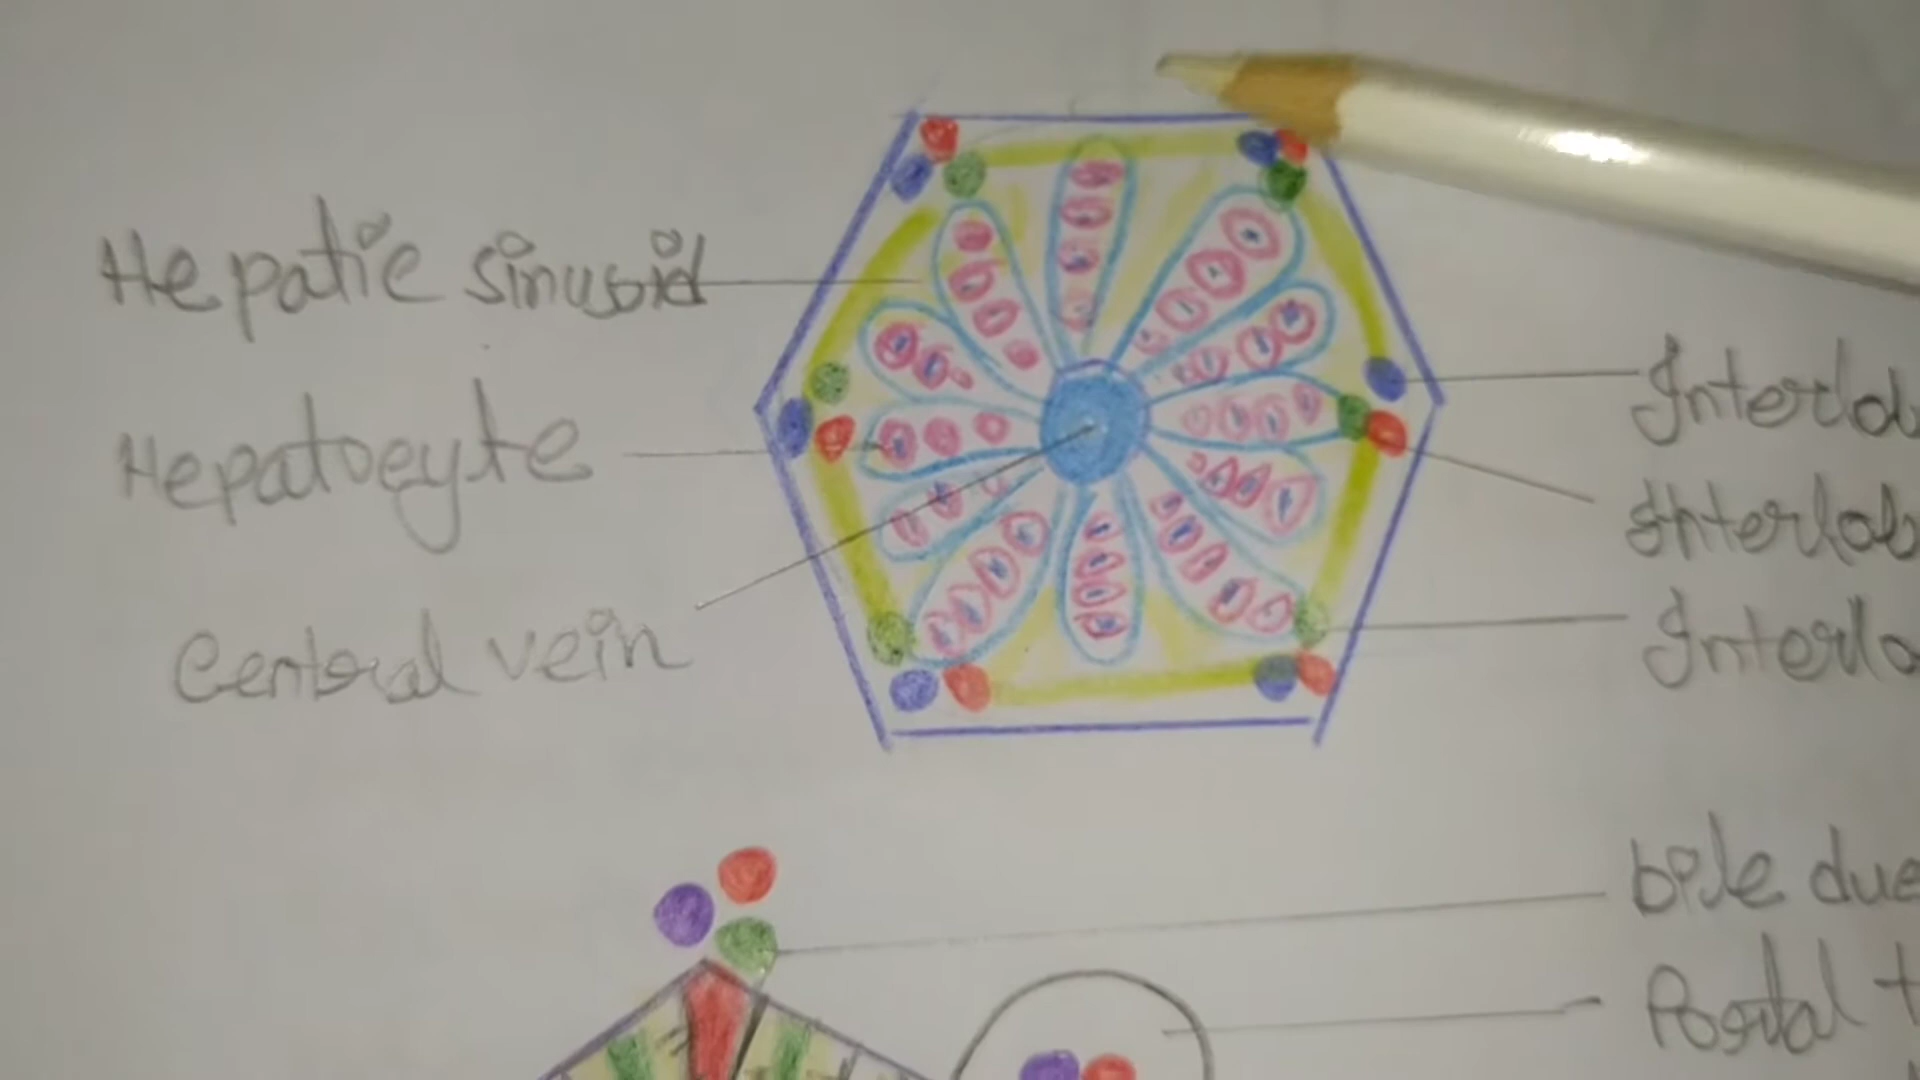 Hepatic sinusoid
Hepatocyte
Central vein
Interlob
Interlob
Interlo
bile duc
Portal t